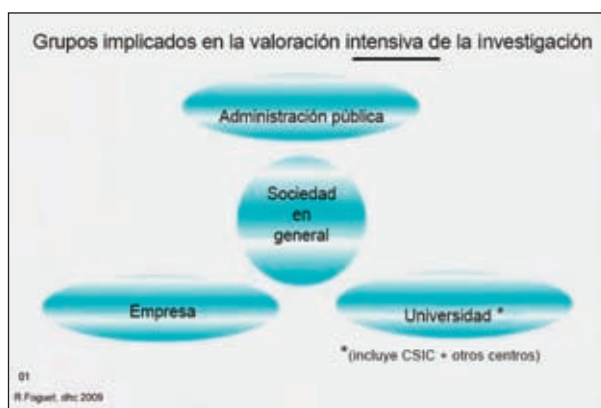 Grupos implicados en la valoración intensiva de la investigación
Administración pública
Sociedad
en
general
Empresa
Universidad *
*(incluye CSIC + otros centros)
01
R.Foguet, dhc 2009